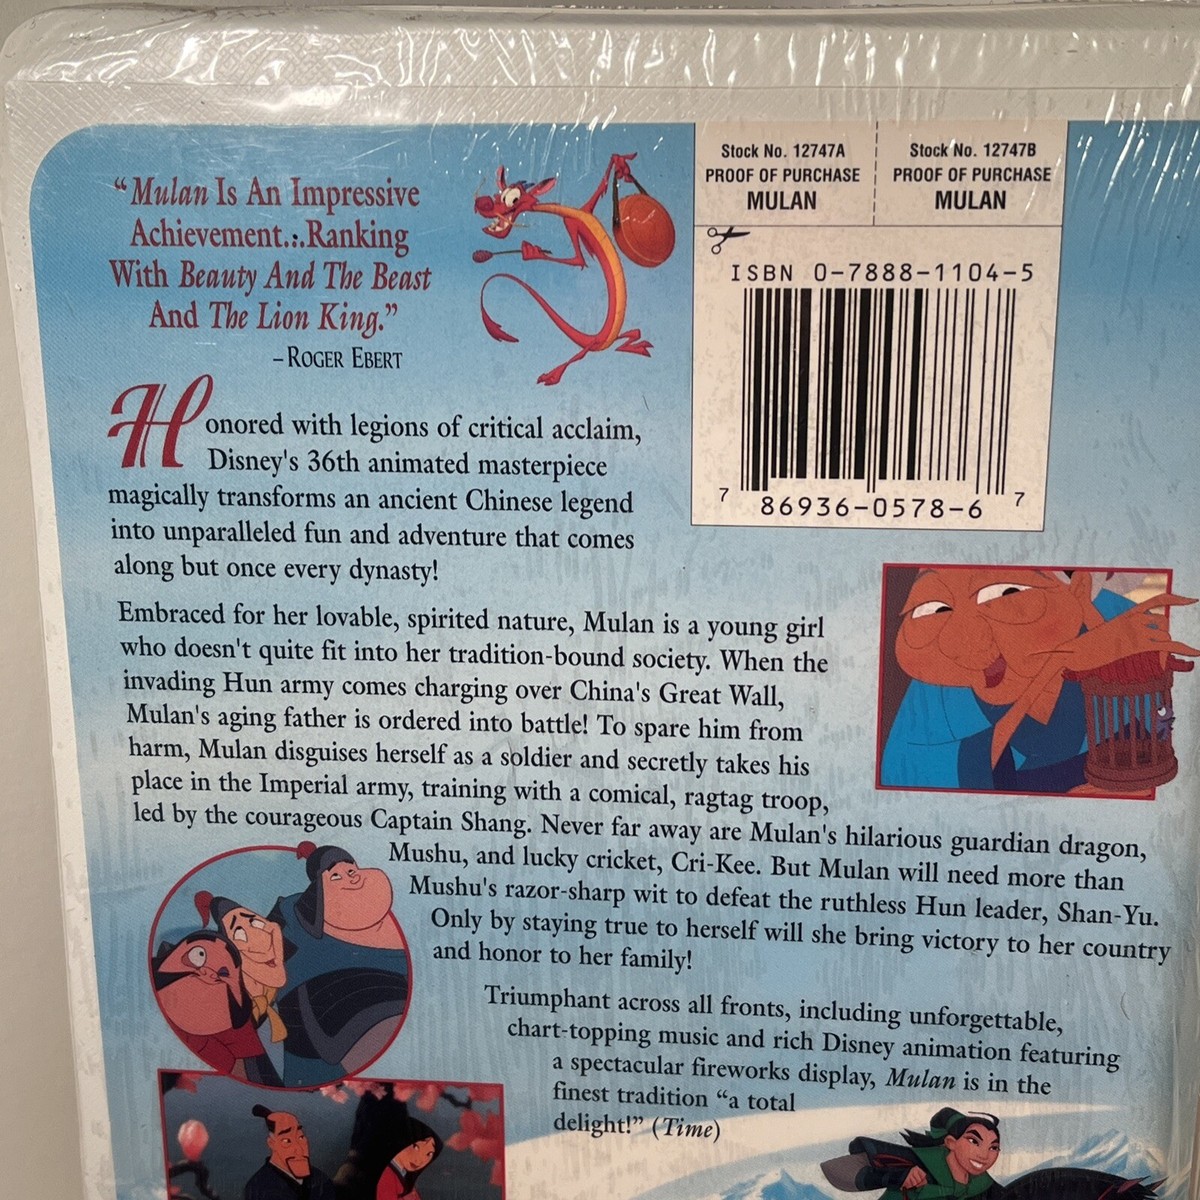 “Mulan Is An Impressive
Achievement...Ranking
With Beauty And The Beast
And The Lion King.”
–ROGER EBERT
Stock No. 12747A
PROOF OF PURCHASE
MULAN
Stock No. 12747B
PROOF OF PURCHASE
MULAN
ISBN 0-7888-1104-5
7 86936-0578-6 7
Honored with legions of critical acclaim,
Disney's 36th animated masterpiece
magically transforms an ancient Chinese legend
into unparalleled fun and adventure that comes
along but once every dynasty!
Embraced for her lovable, spirited nature, Mulan is a young girl
who doesn't quite fit into her tradition-bound society. When the
invading Hun army comes charging over China's Great Wall,
Mulan's aging father is ordered into battle! To spare him from
harm, Mulan disguises herself as a soldier and secretly takes his
place in the Imperial army, training with a comical, ragtag troop,
led by the courageous Captain Shang. Never far away are Mulan's hilarious guardian dragon,
Mushu, and lucky cricket, Cri-Kee. But Mulan will need more than
Mushu's razor-sharp wit to defeat the ruthless Hun leader, Shan-Yu.
Only by staying true to herself will she bring victory to her country
and honor to her family!
Triumphant across all fronts, including unforgettable,
chart-topping music and rich Disney animation featuring
a spectacular fireworks display, Mulan is in the
finest tradition “a total
delight!” (Time)